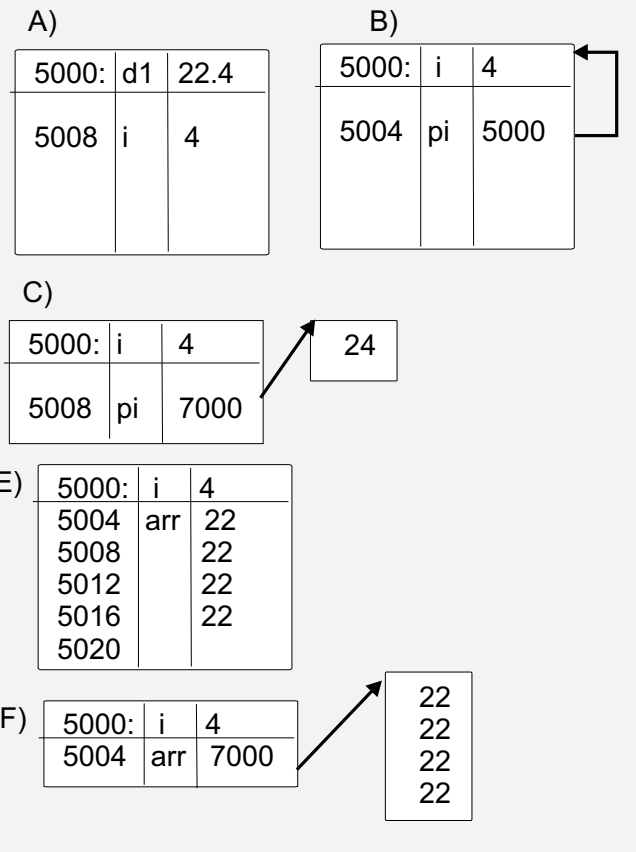 A)
5000: d1 22.4
5008 i 4
B)
5000: i 4
5004 pi 5000
C)
5000: i 4
5008 pi 7000
24
E)
5000: i 4
5004 arr 22
5008 22
5012 22
5016 22
5020
F)
5000: i 4
5004 arr 7000
22
22
22
22